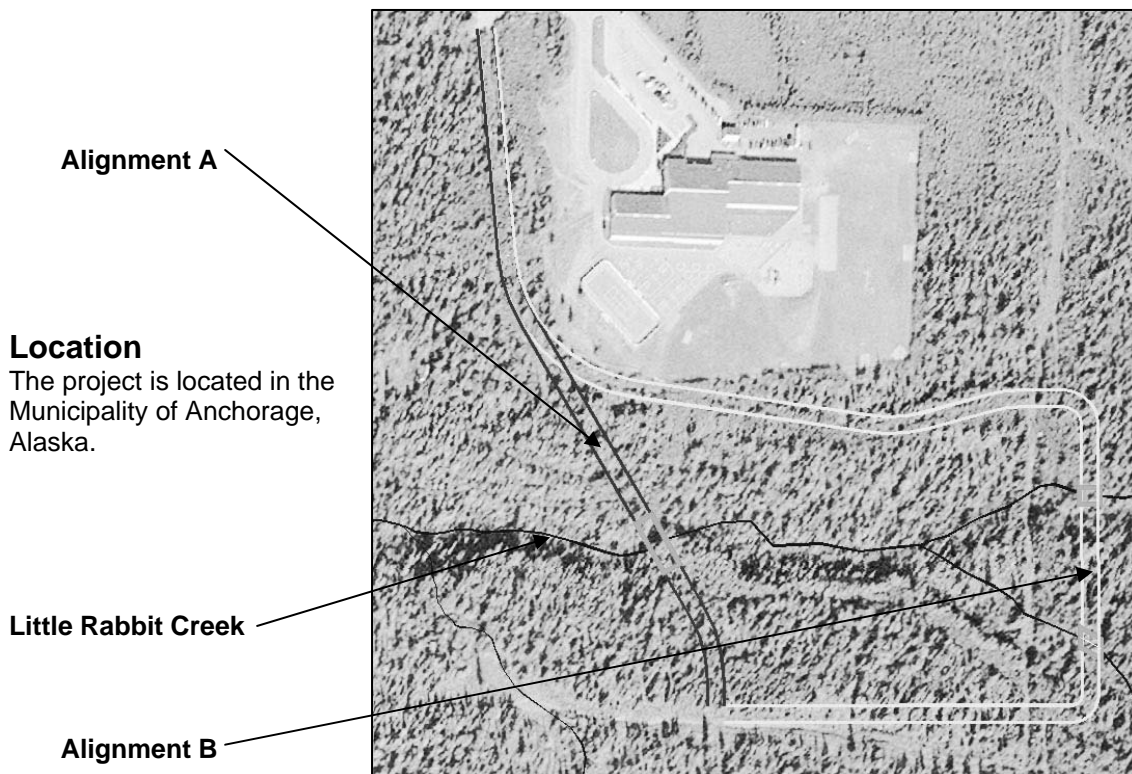 Alignment A
Location
The project is located in the
Municipality of Anchorage,
Alaska.
Little Rabbit Creek
Alignment B